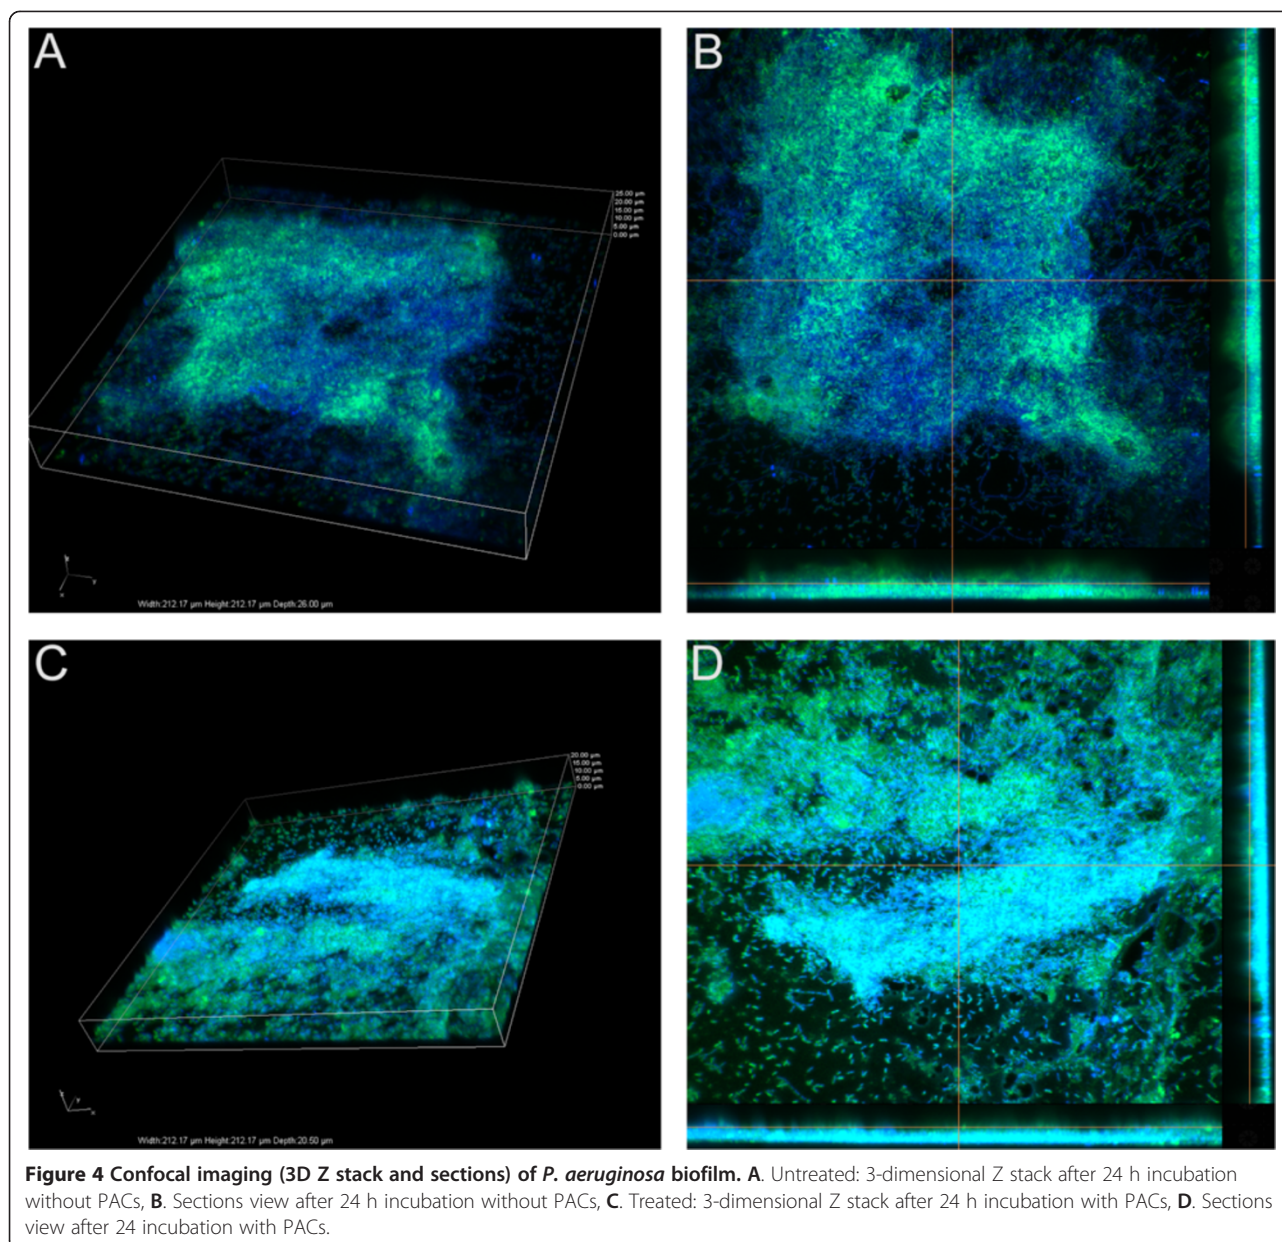 A
B
25.00 µm
20.00 µm
15.00 µm
10.00 µm
5.00 µm
0.00 µm
Width:212.17 µm Height:212.17 µm Depth:26.00 µm
C
D
20.00 µm
15.00 µm
10.00 µm
5.00 µm
0.00 µm
Width:212.17 µm Height:212.17 µm Depth:20.50 µm
Figure 4 Confocal imaging (3D Z stack and sections) of P. aeruginosa biofilm. A. Untreated: 3-dimensional Z stack after 24 h incubation
without PACs, B. Sections view after 24 h incubation without PACs, C. Treated: 3-dimensional Z stack after 24 h incubation with PACs, D. Sections
view after 24 incubation with PACs.